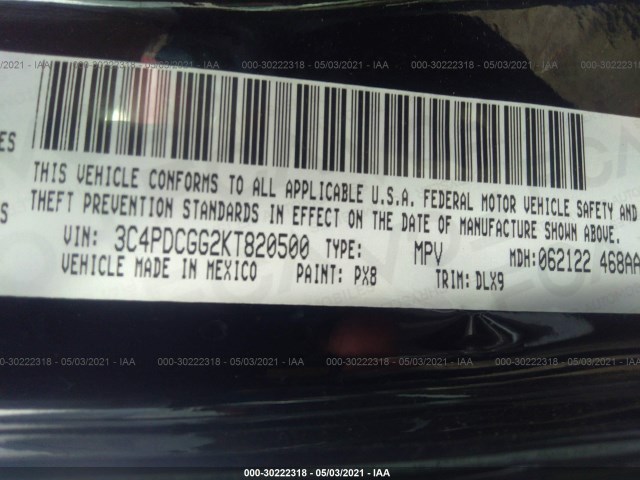 000-30222318 - 05/03/2021 - IAA
ES
THIS VEHICLE CONFORMS TO ALL APPLICABLE U.S.A. FEDERAL MOTOR VEHICLE SAFETY AND
THEFT PREVENTION STANDARDS IN EFFECT ON THE DATE OF MANUFACTURE SHOWN ABOVE.
S
VIN: 3C4PDCGG2KT820500 TYPE: MPV MDH:062122 468AA
VEHICLE MADE IN MEXICO PAINT: PX8 TRIM: DLX9
000-30222318 - 05/03/2021 - IAA
000-30222318 - 05/03/2021 - IAA